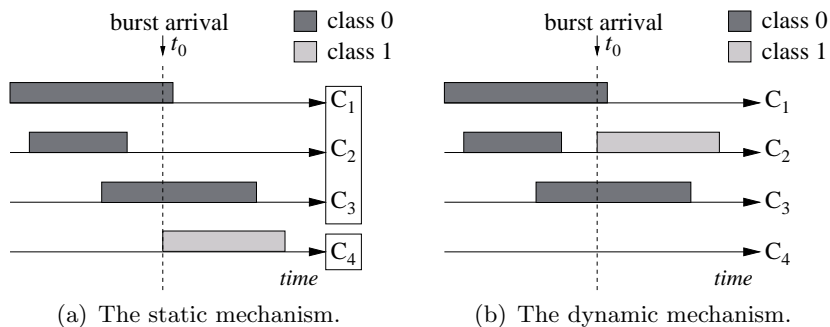 burst arrival
t0
class 0
class 1
C1
C2
C3
C4
time
(a) The static mechanism.
burst arrival
t0
class 0
class 1
C1
C2
C3
C4
time
(b) The dynamic mechanism.